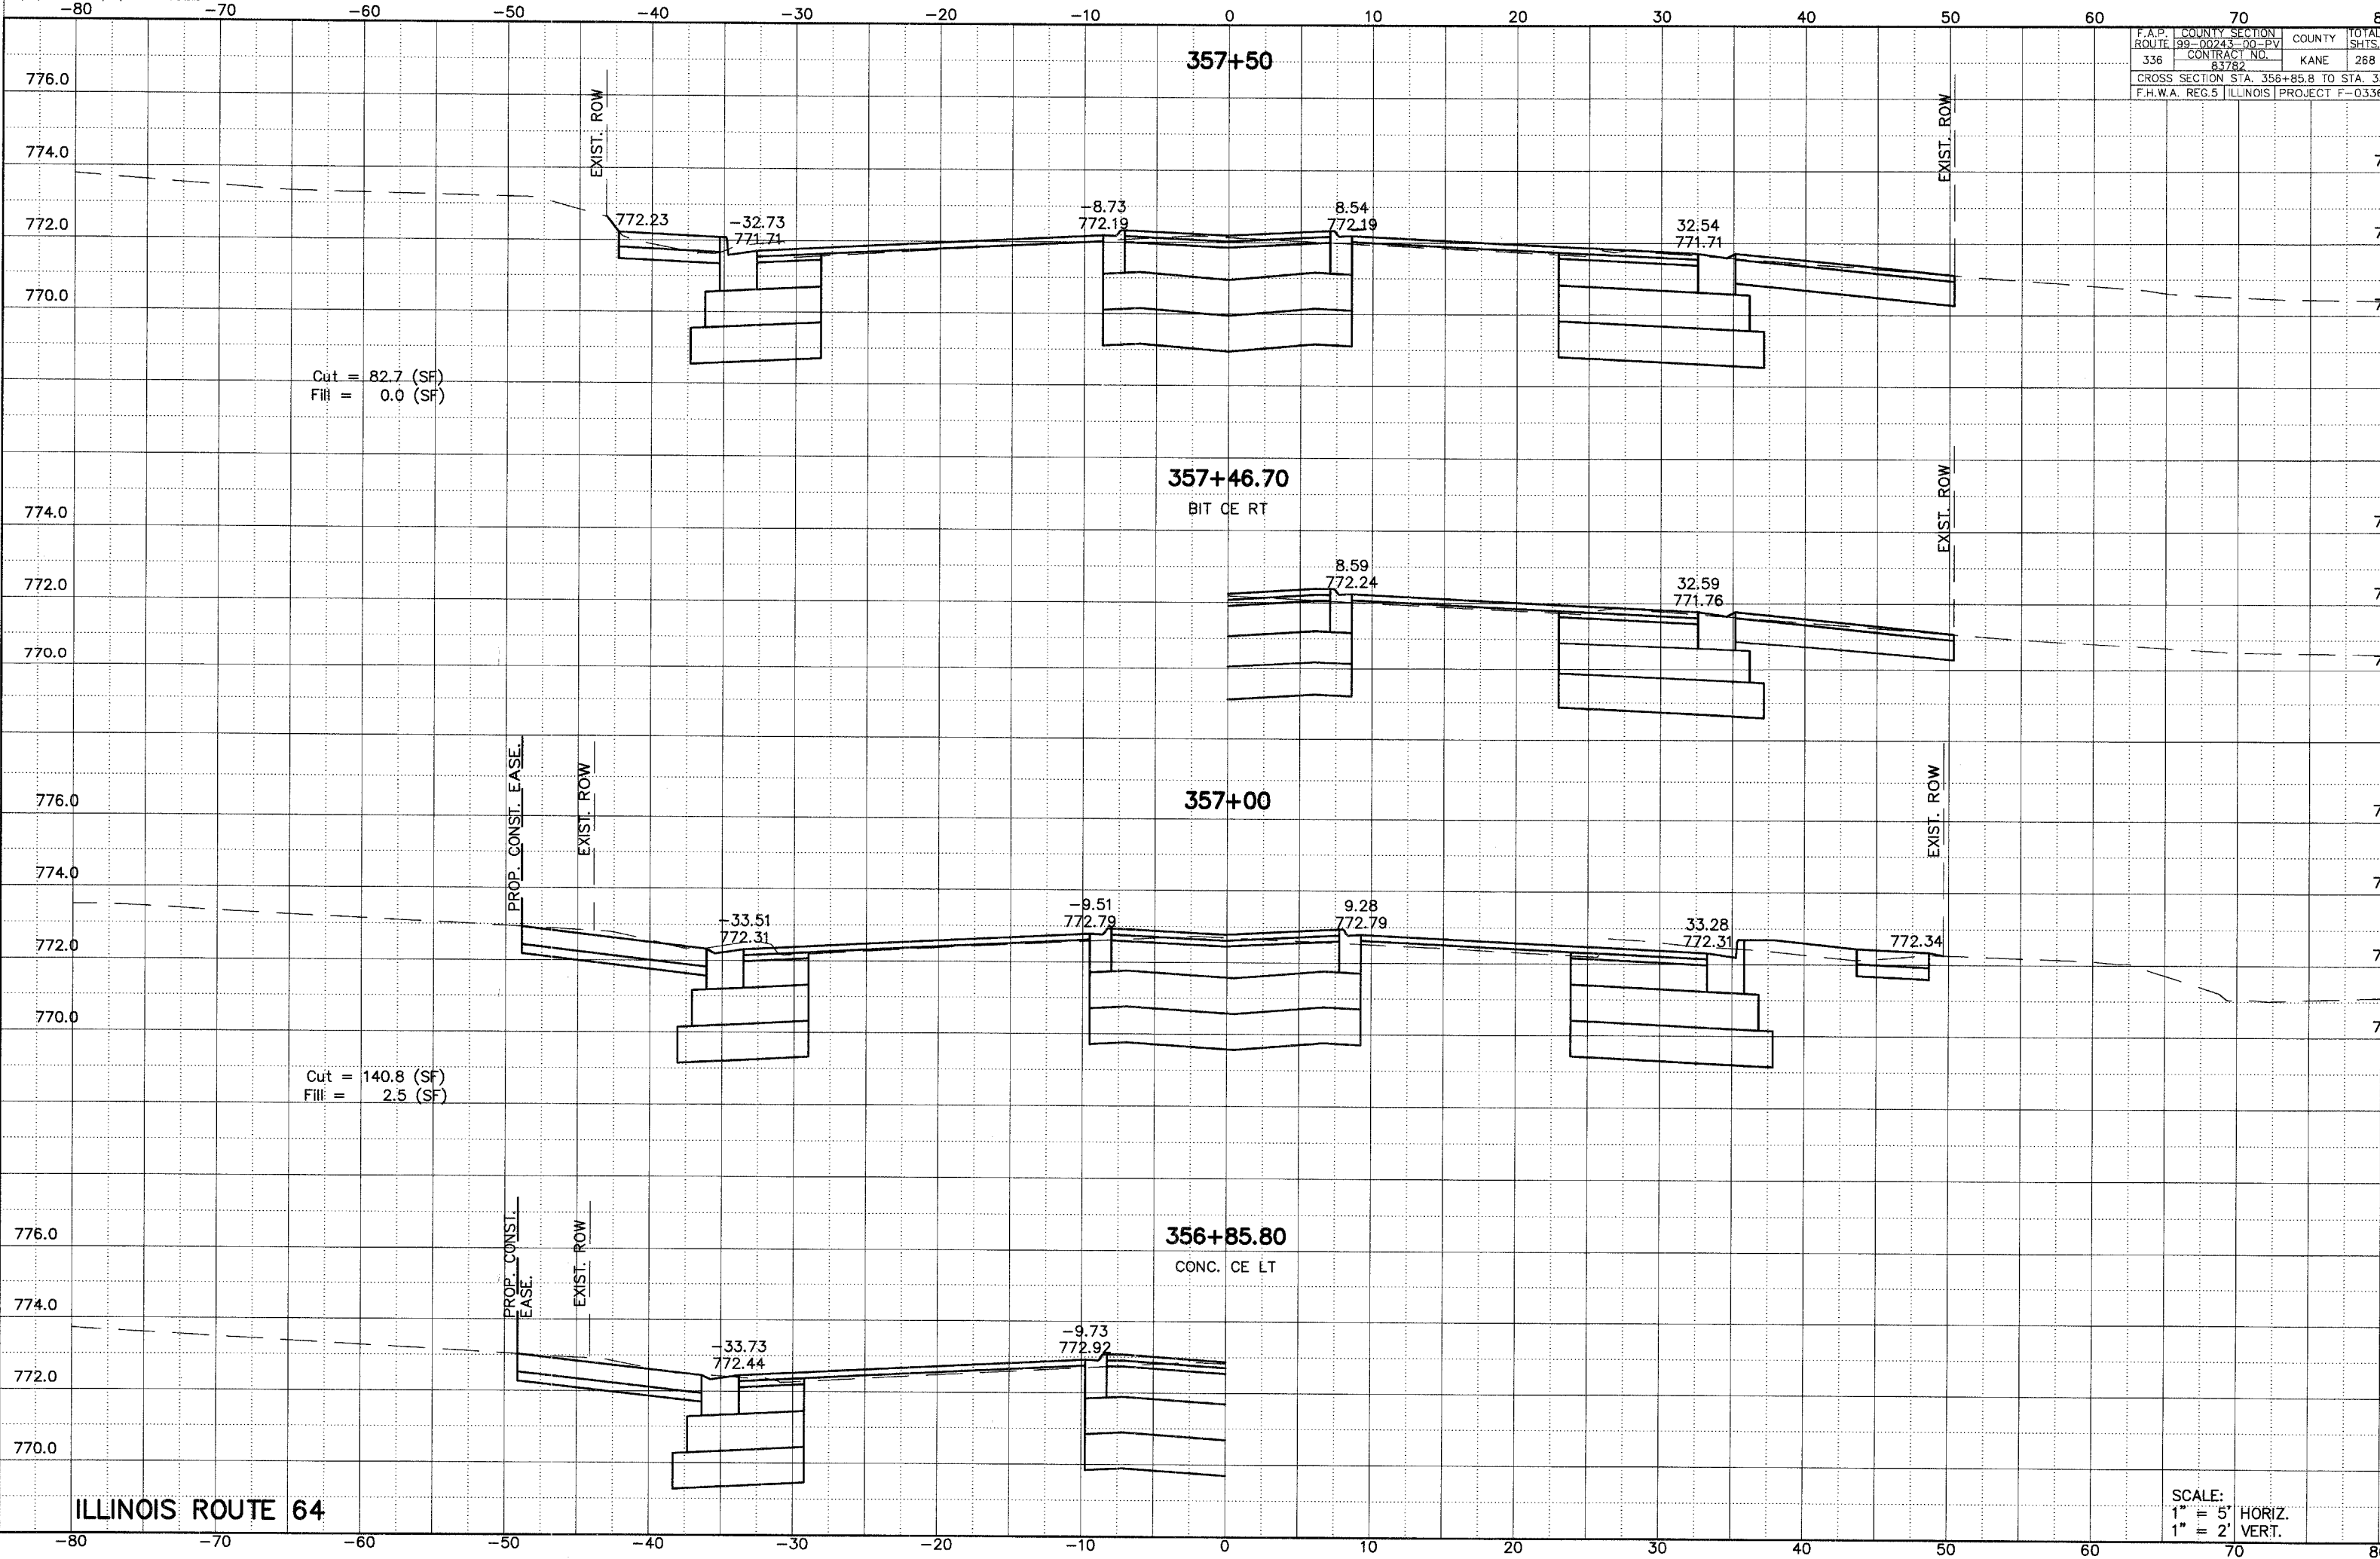 -80 -70 -60 -50 -40 -30 -20 -10 0 10 20 30 40 50 60 70
F.A.P. ROUTE COUNTY SECTION COUNTY TOTAL SHTS.
336 99-00243-00-PV KANE 268
CONTRACT NO. 83782
CROSS SECTION STA. 356+85.8 TO STA.
F.H.W.A. REG.5 ILLINOIS PROJECT F-0336
357+50
776.0
774.0
772.0
770.0
EXIST. ROW
EXIST. ROW
772.23
-32.73
771.71
-8.73
772.19
8.54
772.19
32.54
771.71
Cut = 82.7 (SF)
Fill = 0.0 (SF)
357+46.70
BIT CE RT
774.0
772.0
770.0
EXIST. ROW
8.59
772.24
32.59
771.76
357+00
776.0
774.0
772.0
770.0
PROP. CONST. EASE.
EXIST. ROW
EXIST. ROW
-33.51
772.31
-9.51
772.79
9.28
772.79
33.28
772.31
772.34
Cut = 140.8 (SF)
Fill = 2.5 (SF)
356+85.80
CONC. CE LT
776.0
774.0
772.0
770.0
PROP. CONST.
EASE.
EXIST. ROW
-33.73
772.44
-9.73
772.92
ILLINOIS ROUTE 64
SCALE:
1" = 5' HORIZ.
1" = 2' VERT.
-80 -70 -60 -50 -40 -30 -20 -10 0 10 20 30 40 50 60 70